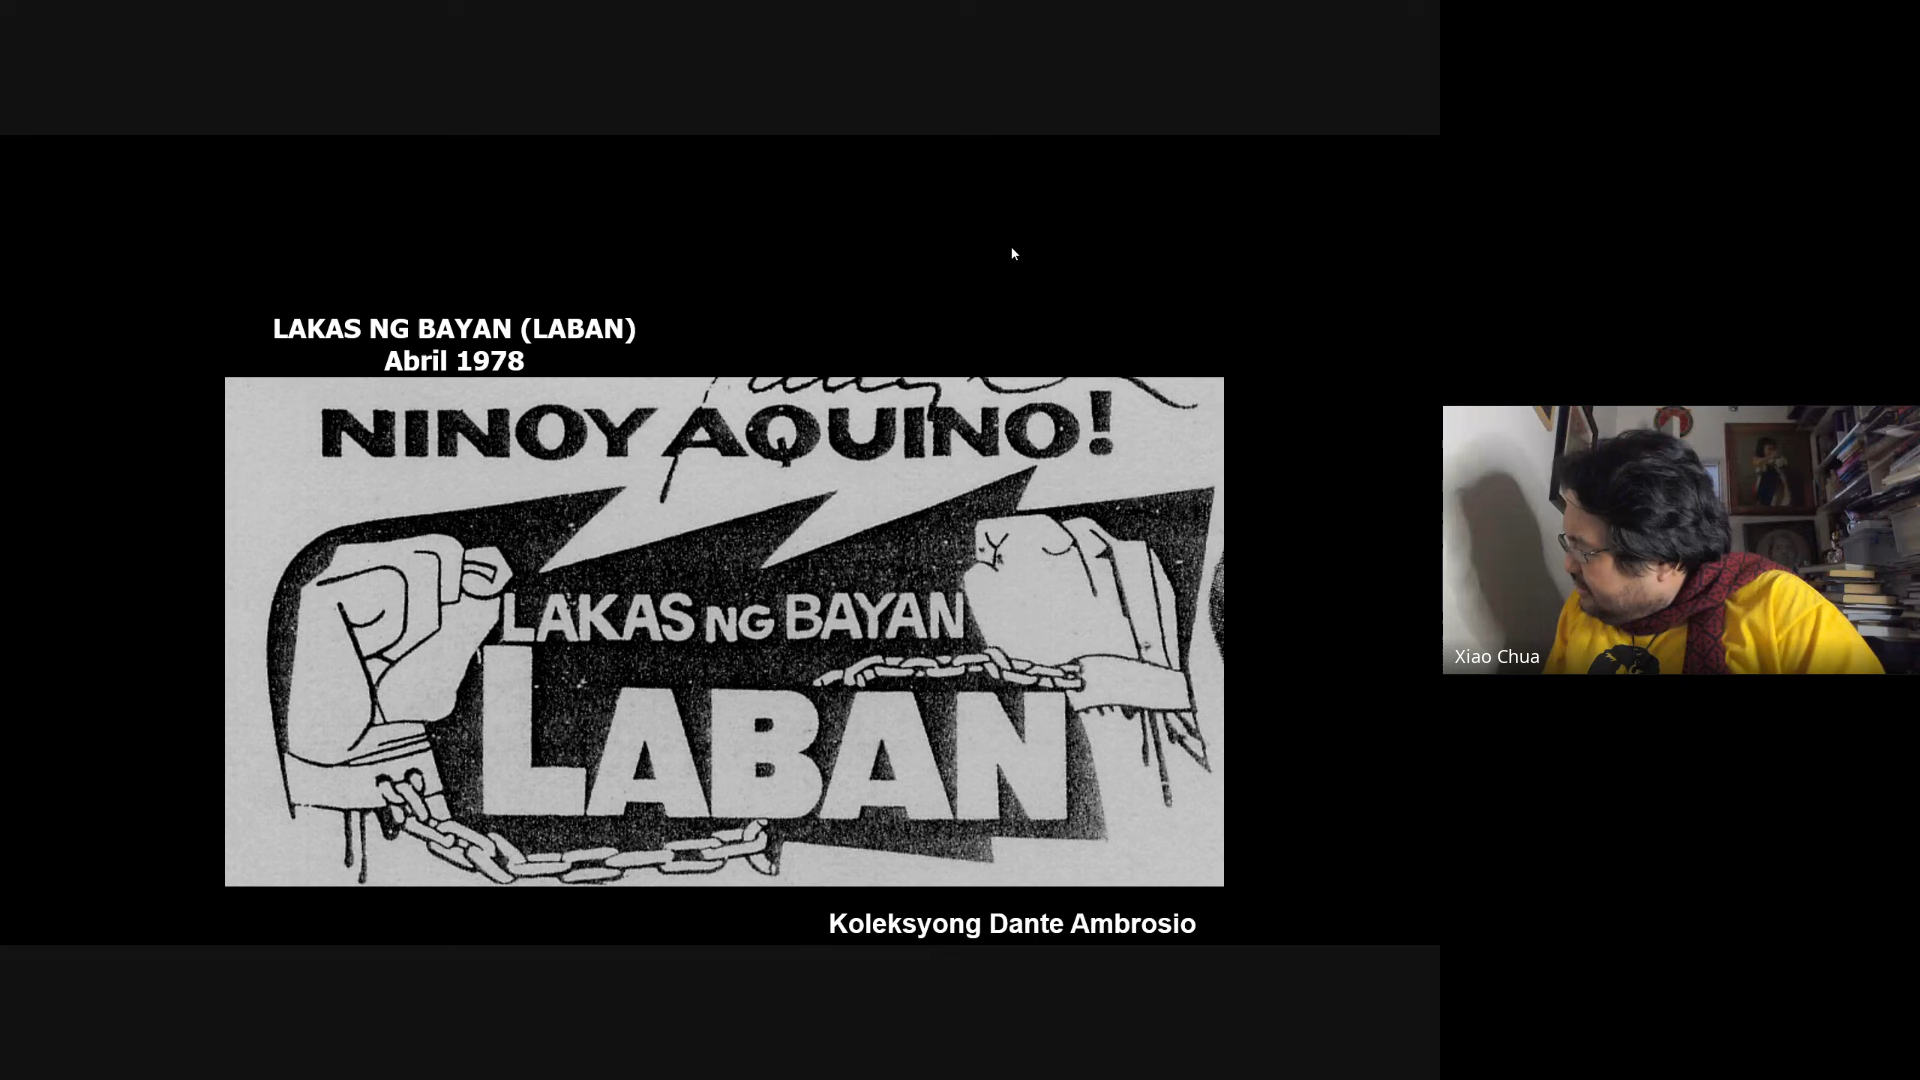 LAKAS NG BAYAN (LABAN)
Abril 1978
NINOY AQUINO!
LAKAS NG BAYAN
LABAN
Koleksyong Dante Ambrosio
Xiao Chua